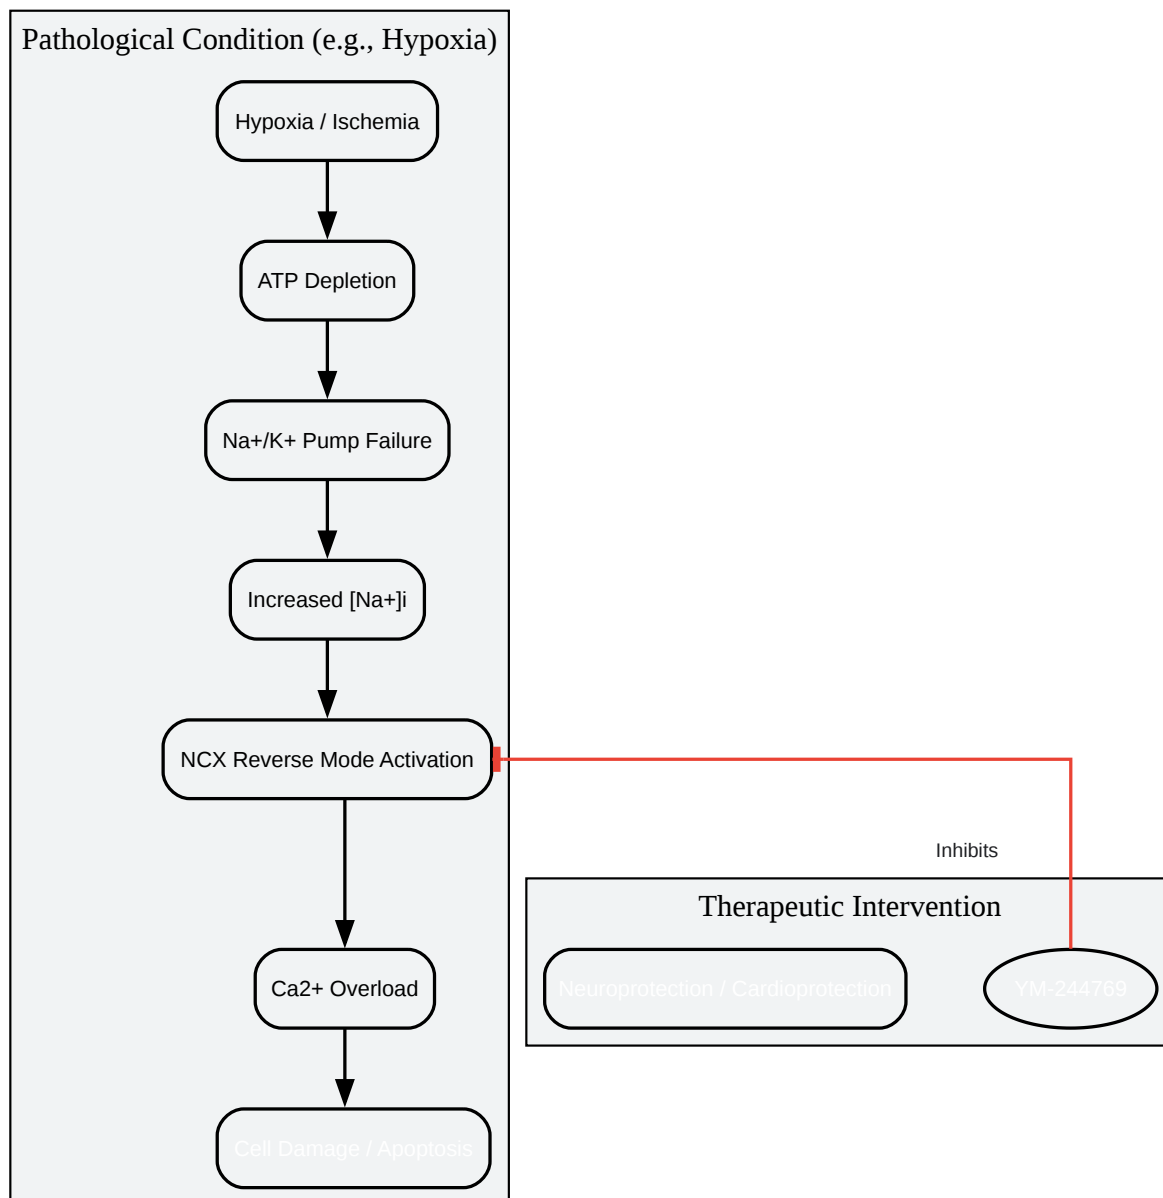 Pathological Condition (e.g., Hypoxia)
Hypoxia / Ischemia
ATP Depletion
Na+/K+ Pump Failure
Increased [Na+]i
NCX Reverse Mode Activation
Inhibits
Therapeutic Intervention
Neuroprotection / Cardioprotection
YM-244769
Ca2+ Overload
Cell Damage / Apoptosis